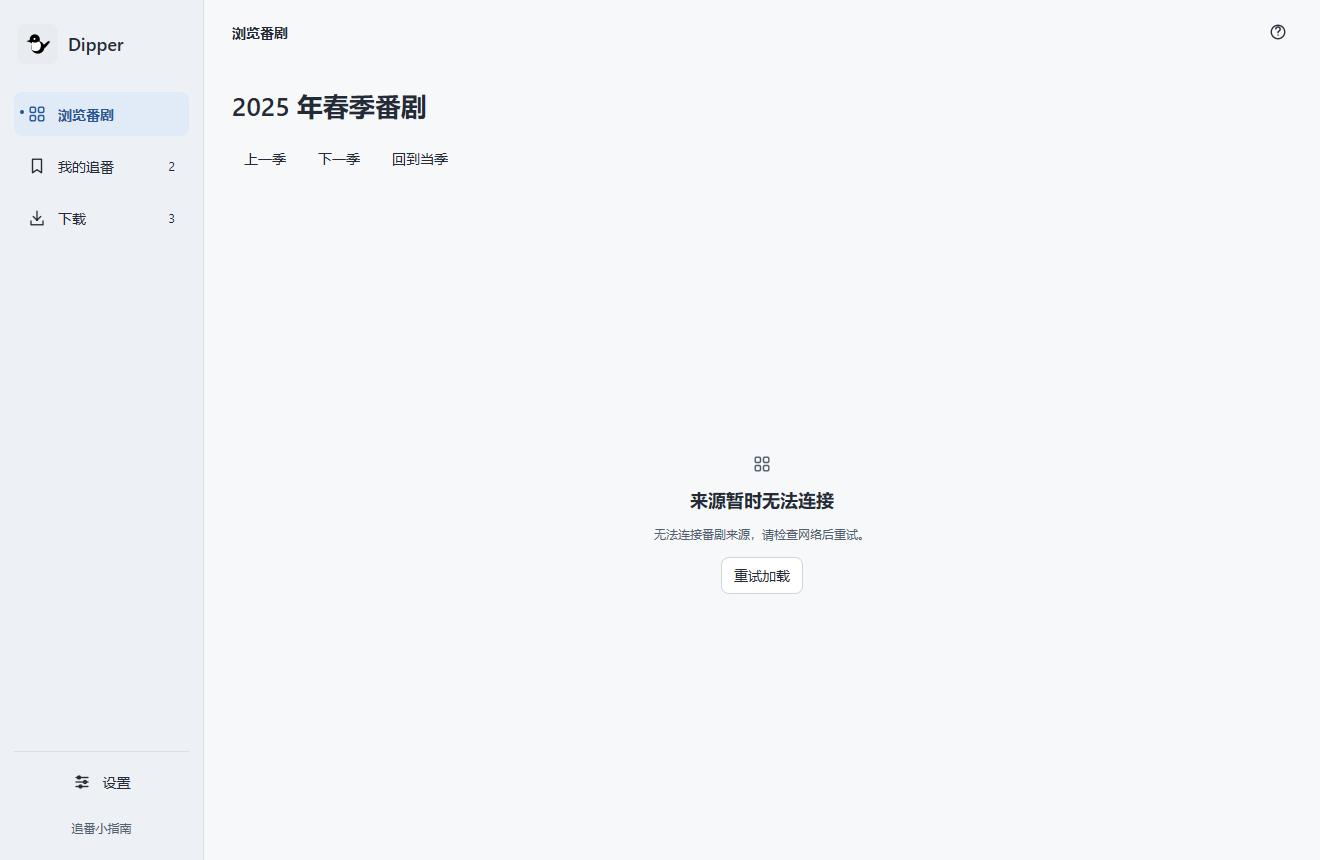 Dipper
浏览番剧
我的追番 2
下载 3
设置
追番小指南
浏览番剧
2025 年春季番剧
上一季 下一季 回到当季
来源暂时无法连接
无法连接番剧来源，请检查网络后重试。
重试加载